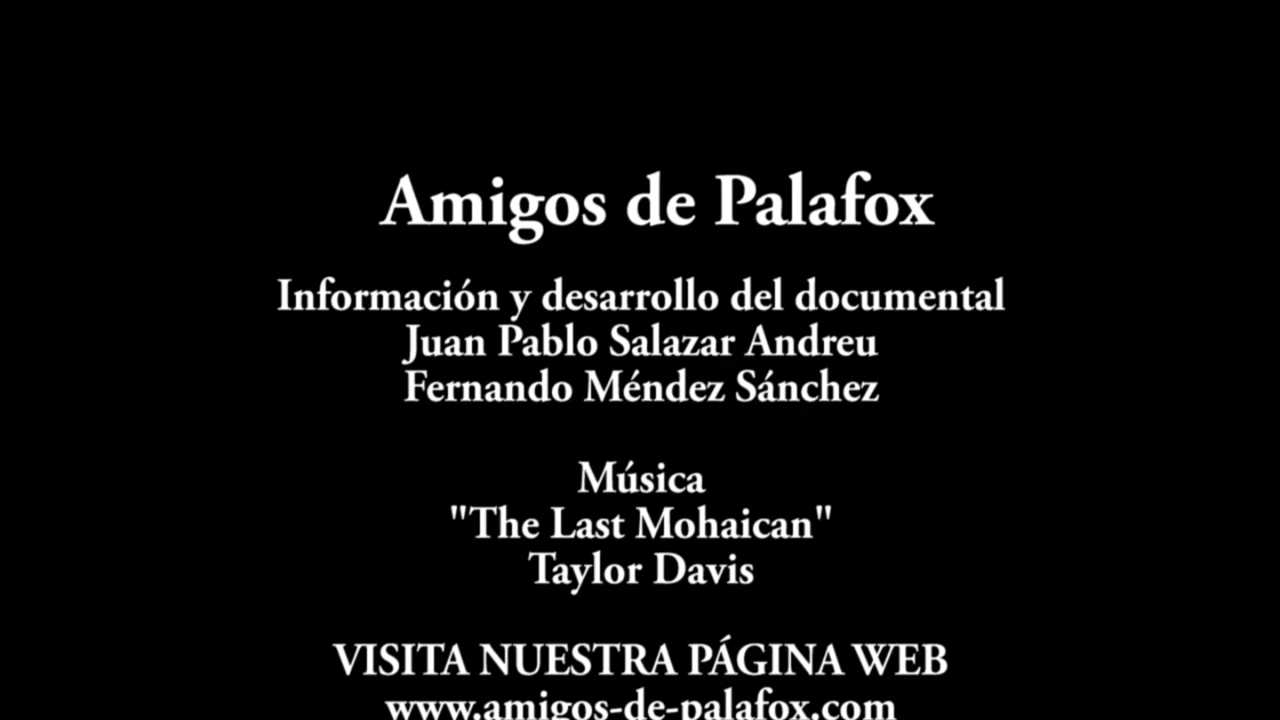 Amigos de Palafox
Información y desarrollo del documental
Juan Pablo Salazar Andreu
Fernando Méndez Sánchez
Música
"The Last Mohaican"
Taylor Davis
VISITA NUESTRA PÁGINA WEB
www.amigos-de-palafox.com